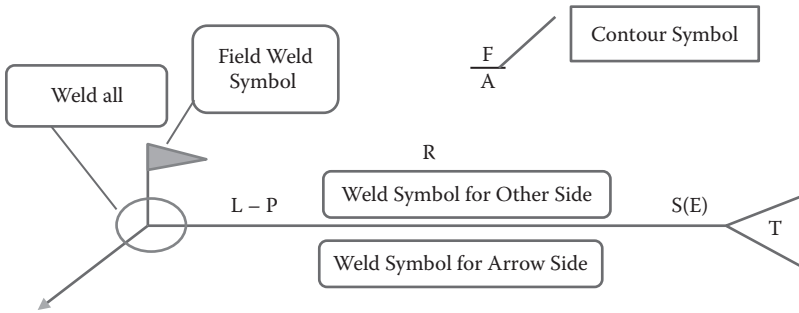 Contour Symbol
F
A
Field Weld
Symbol
Weld all
R
Weld Symbol for Other Side
L – P
S(E)
T
Weld Symbol for Arrow Side